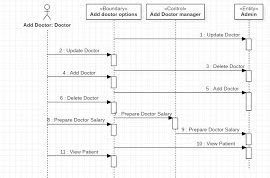 «Boundary»
Add doctor options
«Control»
Add Doctor manager
«Entity»
Admin
Add Doctor: Doctor
1 : Update Doctor
2 : Update Doctor
3 : Delete Doctor
4 : Add Doctor
5 : Add Doctor
6 : Delete Doctor
Prepare Doctor Salary
8 : Prepare Doctor Salary
9 : Prepare Doctor Salary
10 : View Patient
11 : View Patient